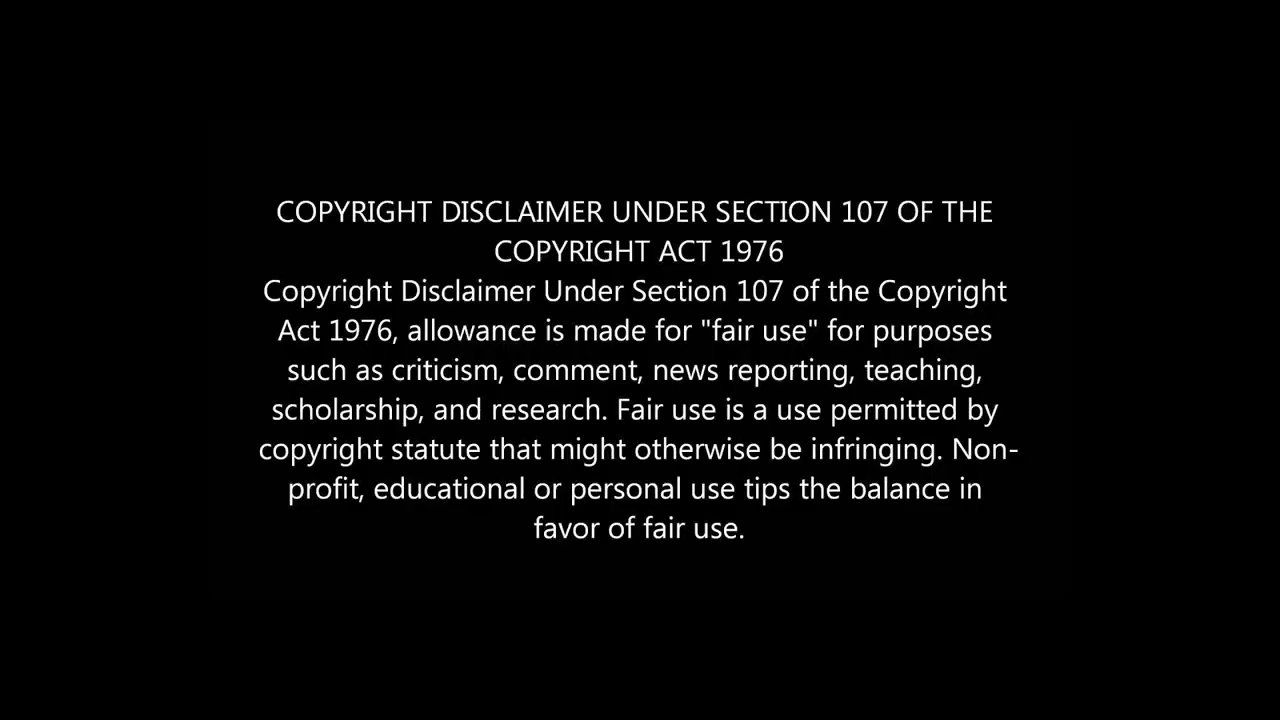 COPYRIGHT DISCLAIMER UNDER SECTION 107 OF THE
COPYRIGHT ACT 1976
Copyright Disclaimer Under Section 107 of the Copyright
Act 1976, allowance is made for "fair use" for purposes
such as criticism, comment, news reporting, teaching,
scholarship, and research. Fair use is a use permitted by
copyright statute that might otherwise be infringing. Non-
profit, educational or personal use tips the balance in
favor of fair use.